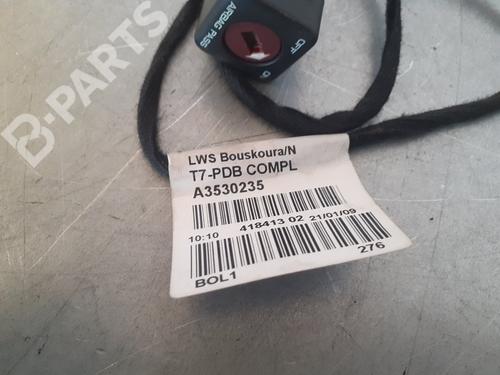 AIRBAG PASS
OFF
B-PARTS
LWS Bouskoura/N
T7-PDB COMPL
A3530235
10:10 418413 02 21/01/09
BOL1 276